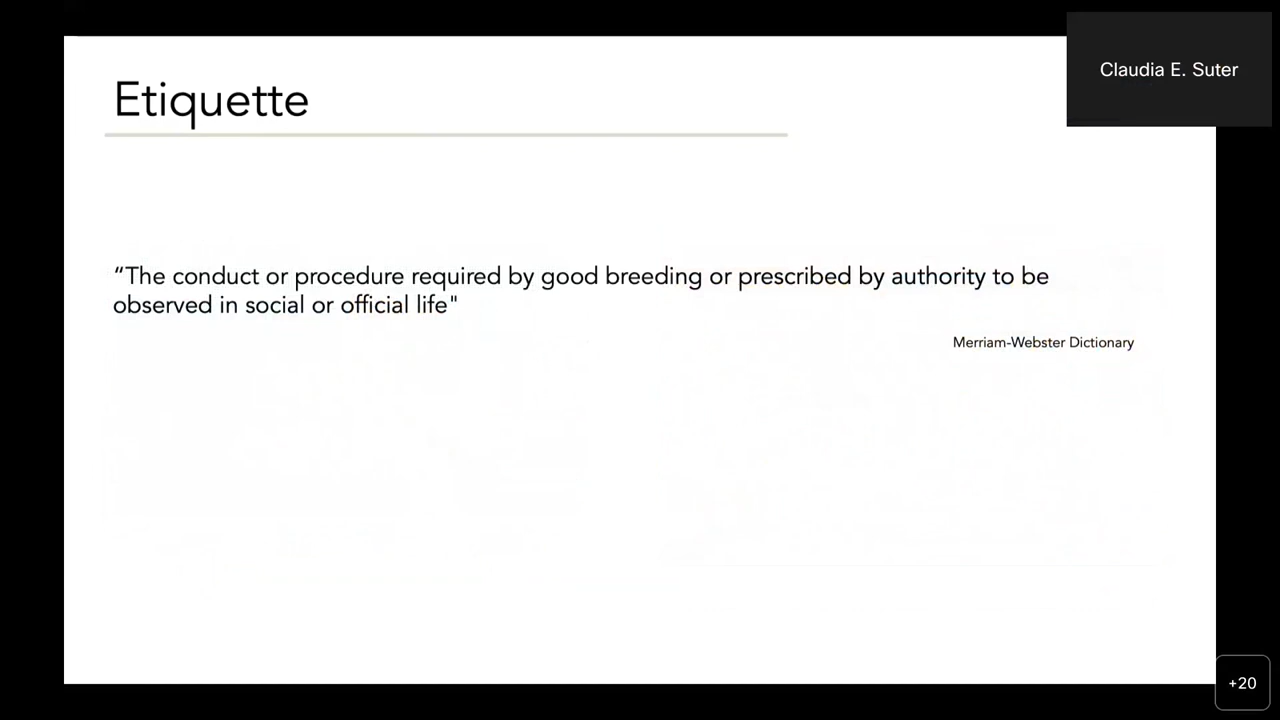 Claudia E. Suter
Etiquette
“The conduct or procedure required by good breeding or prescribed by authority to be
observed in social or official life"
Merriam-Webster Dictionary
+20